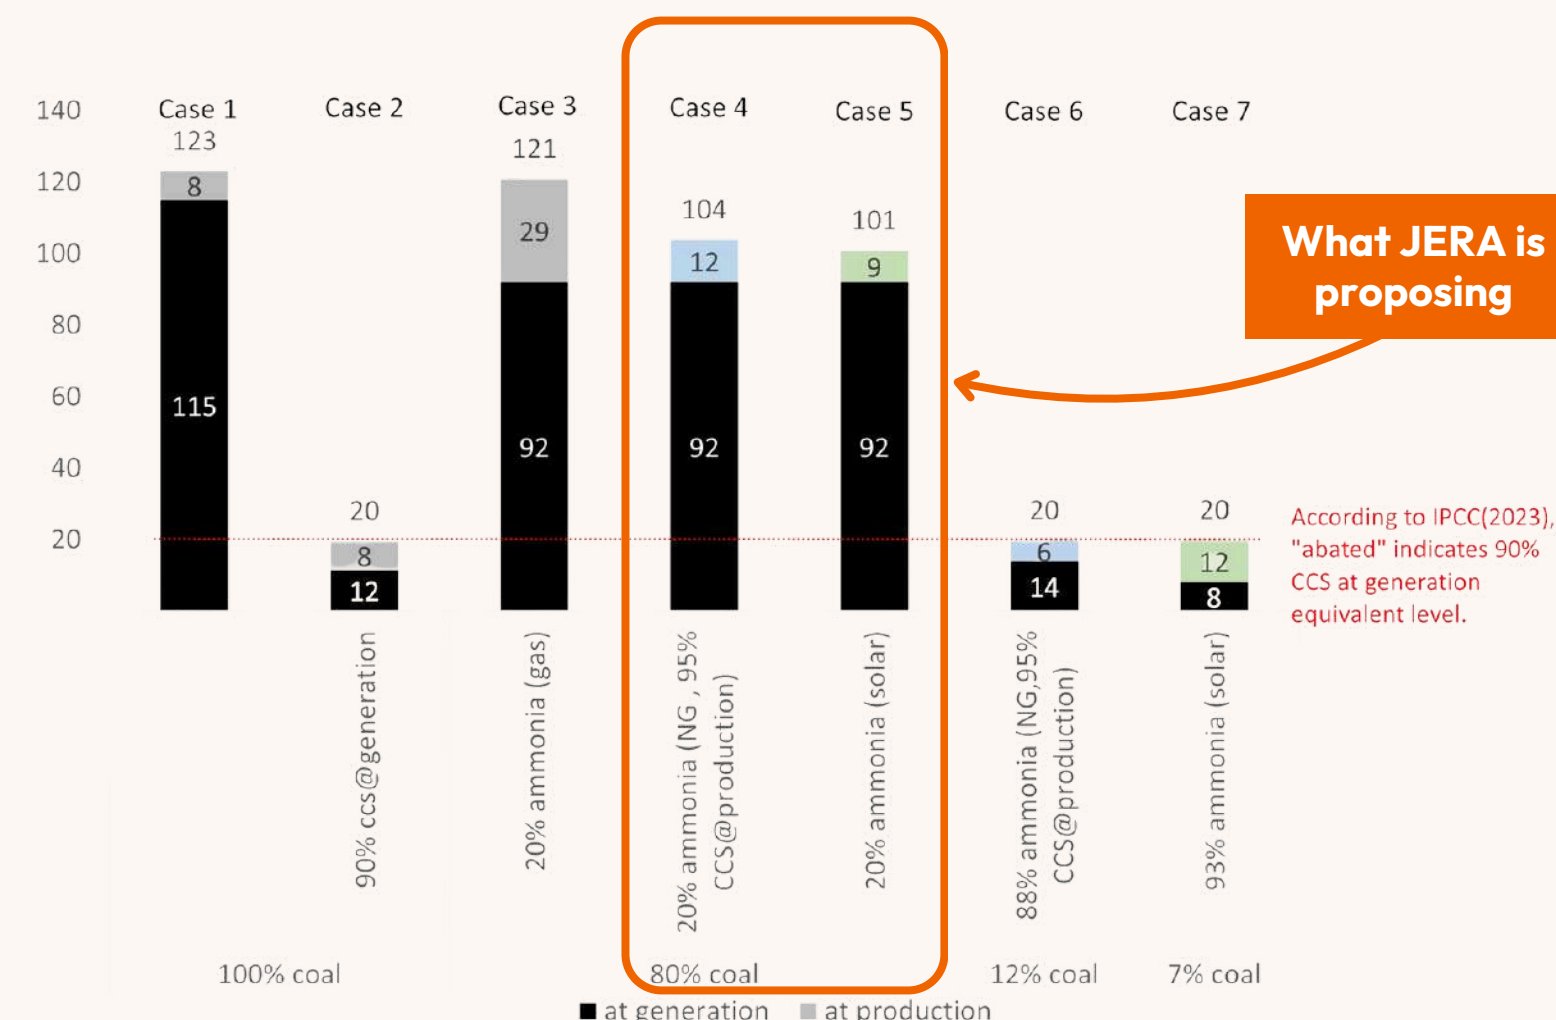 140
120
100
80
60
40
20
Case 1
123
8
115
Case 2
20
8
12
Case 3
121
29
92
Case 4
104
12
92
Case 5
101
9
92
Case 6
20
6
14
Case 7
20
12
8
What JERA is
proposing
According to IPCC(2023),
"abated" indicates 90%
CCS at generation
equivalent level.
90% ccs@generation
20% ammonia (gas)
20% ammonia (NG , 95%
CCS@production)
20% ammonia (solar)
88% ammonia (NG,95%
CCS@production)
93% ammonia (solar)
100% coal
80% coal
12% coal
7% coal
at generation
at production